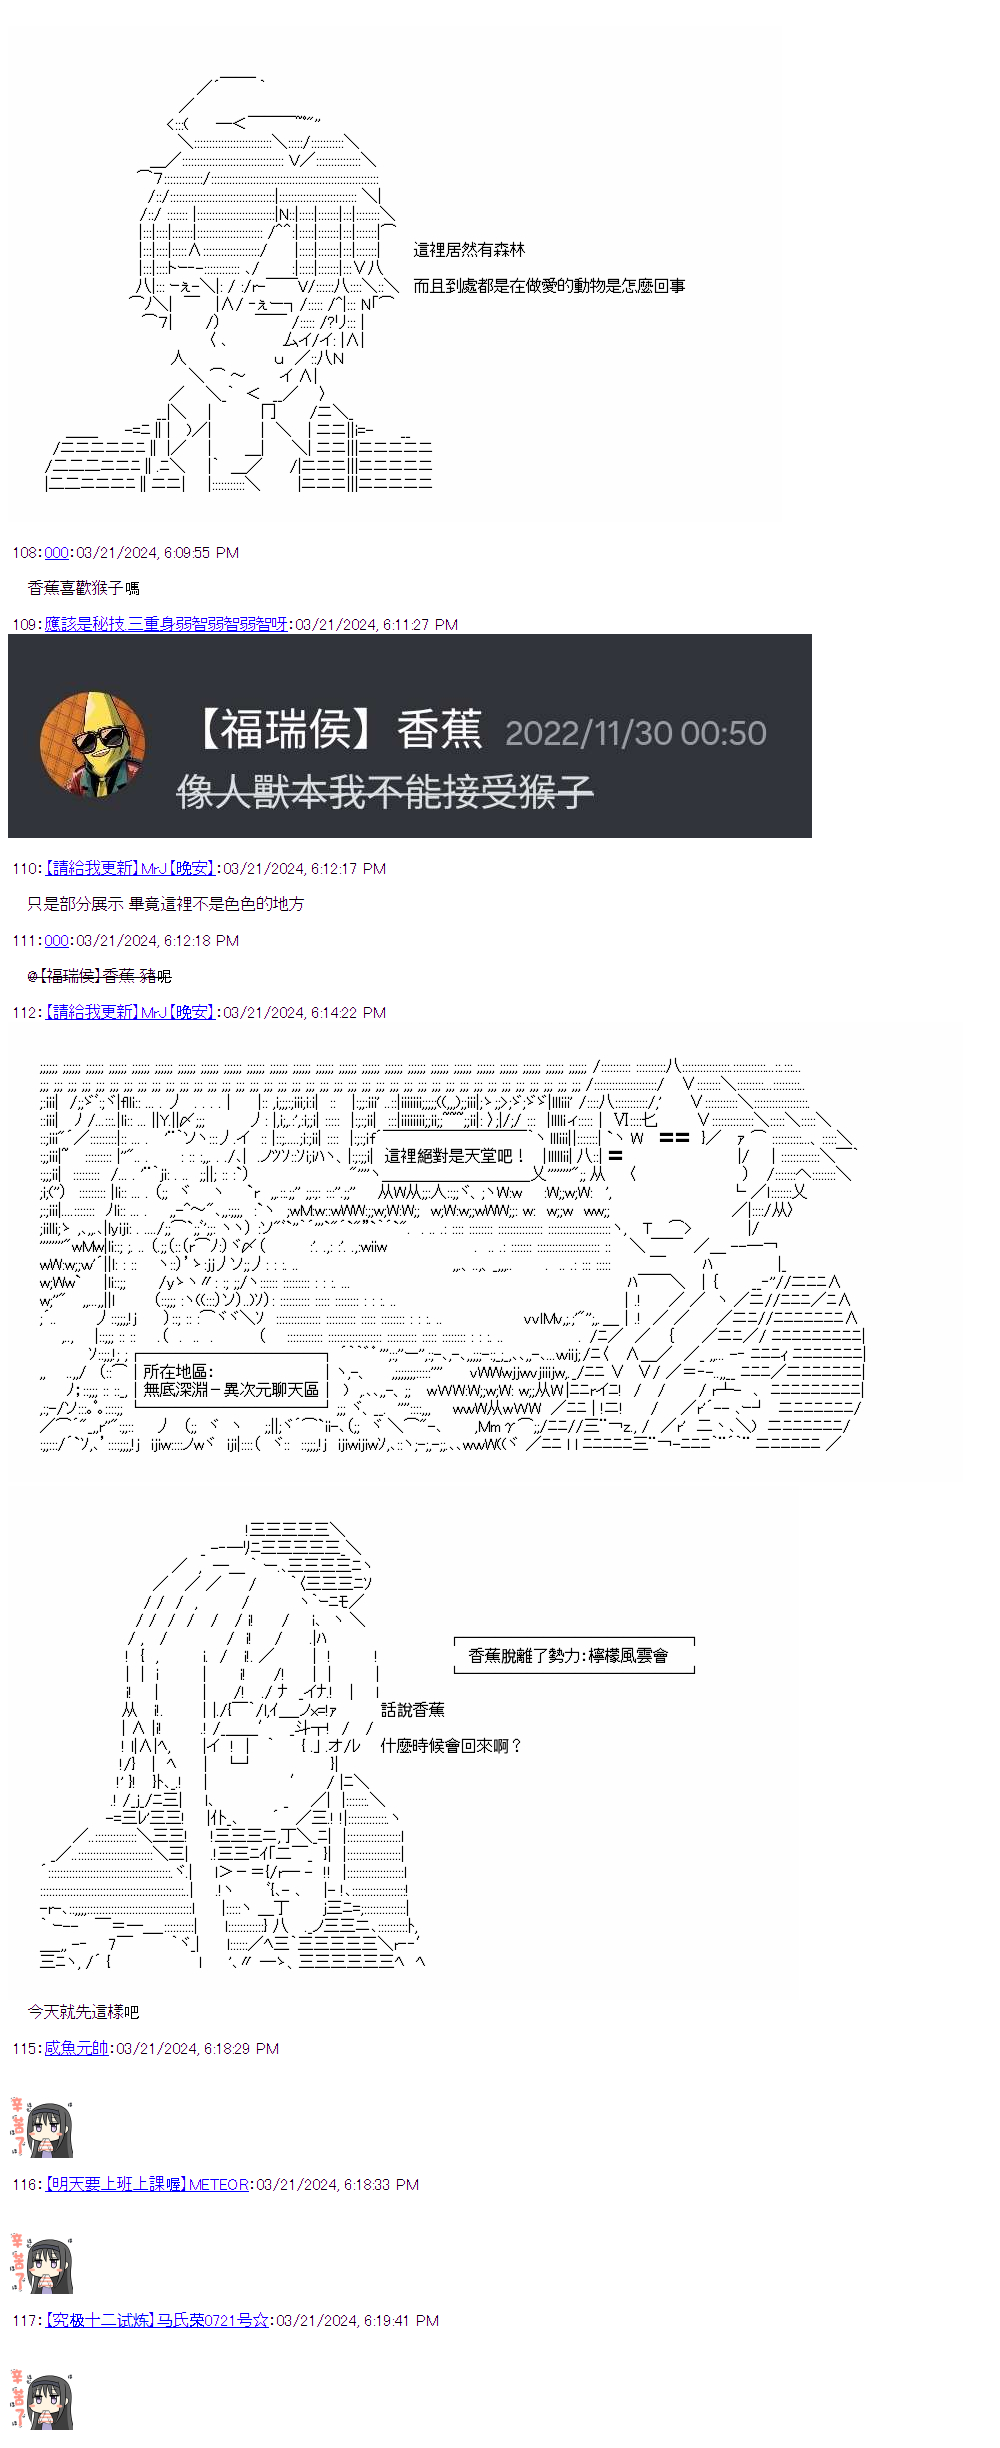 這裡居然有森林
而且到處都是在做愛的動物是怎麼回事
108：000：03/21/2024, 6:09:55 PM
香蕉喜歡猴子嗎
109：應該是秘技.三重身弱智弱智弱智呀：03/21/2024, 6:11:27 PM
【福瑞侯】香蕉 2022/11/30 00:50
像人獸本我不能接受猴子
110：【請給我更新】MrJ【晚安】：03/21/2024, 6:12:17 PM
只是部分展示 畢竟這裡不是色色的地方
111：000：03/21/2024, 6:12:18 PM
@【福瑞侯】香蕉 豬呢
112：【請給我更新】MrJ【晚安】：03/21/2024, 6:14:22 PM
這裡絕對是天堂吧！
所在地區：
無底深淵－異次元聊天區
香蕉脫離了勢力：檸檬風雲會
話說香蕉
什麼時候會回來啊？
今天就先這樣吧
115：咸魚元帥：03/21/2024, 6:18:29 PM
辛苦了
116：【明天要上班上課喔】METEOR：03/21/2024, 6:18:33 PM
辛苦了
117：【究极十二试炼】马氏荣0721号☆：03/21/2024, 6:19:41 PM
辛苦了